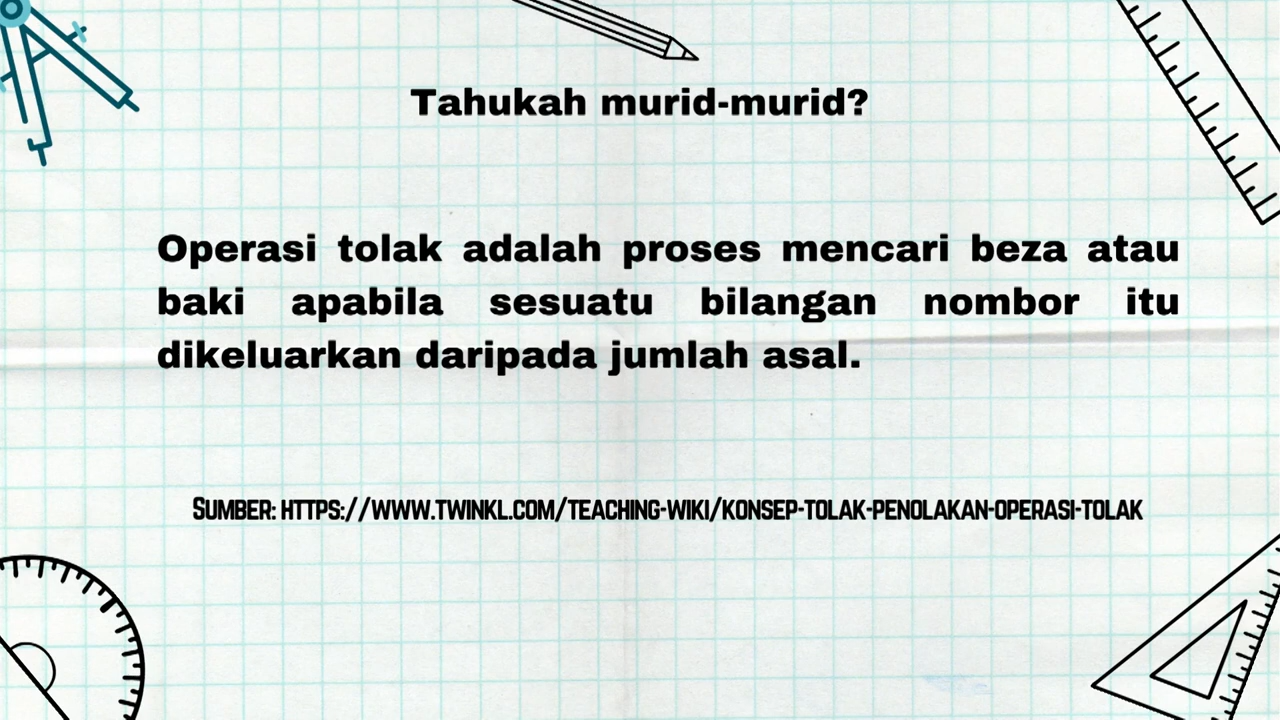 Tahukah murid-murid?
Operasi tolak adalah proses mencari beza atau
baki apabila sesuatu bilangan nombor itu
dikeluarkan daripada jumlah asal.
SUMBER: HTTPS://WWW.TWINKL.COM/TEACHING-WIKI/KONSEP-TOLAK-PENOLAKAN-OPERASI-TOLAK